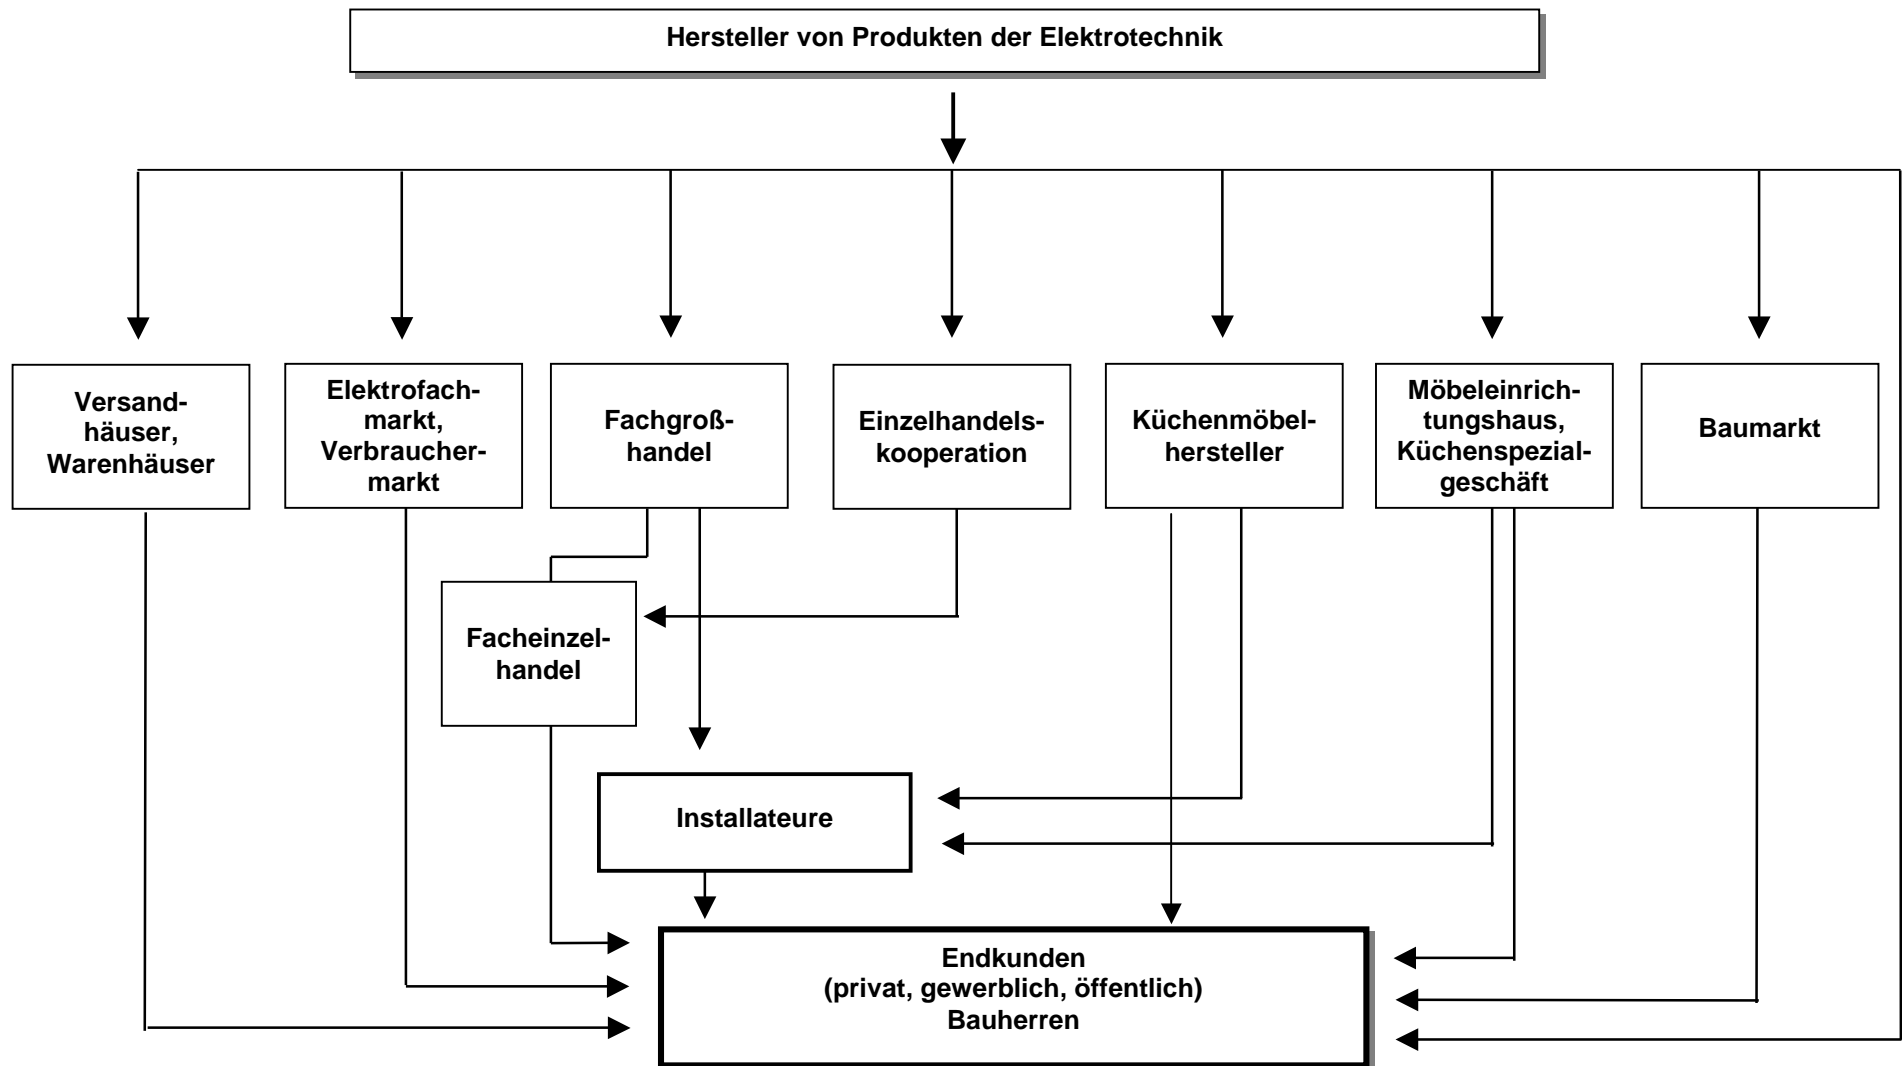 Hersteller von Produkten der Elektrotechnik
Versand-
häuser,
Warenhäuser
Elektrofach-
markt,
Verbraucher-
markt
Fachgroß-
handel
Einzelhandels-
kooperation
Küchenmöbel-
hersteller
Möbeleinrich-
tungshaus,
Küchenspezial-
geschäft
Baumarkt
Facheinzel-
handel
Installateure
Endkunden
(privat, gewerblich, öffentlich)
Bauherren